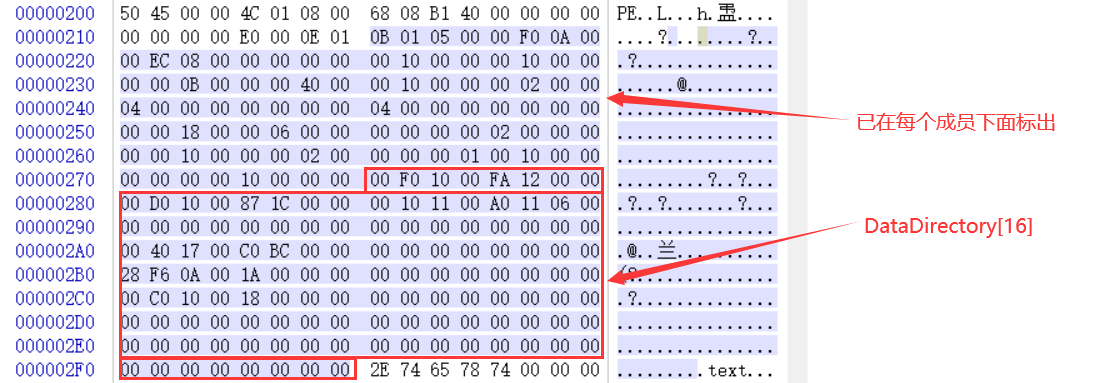 00000200 50 45 00 00 4C 01 08 00 68 08 B1 40 00 00 00 00 PE..L...h.盄....
00000210 00 00 00 00 E0 00 0E 01 0B 01 05 00 00 F0 0A 00 ....?........?..
00000220 00 EC 08 00 00 00 00 00 00 10 00 00 00 10 00 00 .?..............
00000230 00 00 0B 00 00 00 40 00 00 10 00 00 00 02 00 00 ......@.........
00000240 04 00 00 00 00 00 00 00 04 00 00 00 00 00 00 00 ................
已在每个成员下面标出
00000250 00 00 18 00 00 06 00 00 00 00 00 00 02 00 00 00 ................
00000260 00 00 10 00 00 00 02 00 00 00 00 01 00 10 00 00 ................
00000270 00 00 00 00 10 00 00 00 00 F0 10 00 FA 12 00 00 .........?..?...
00000280 00 D0 10 00 87 1C 00 00 00 10 11 00 A0 11 06 00 .?..?.......?...
DataDirectory[16]
00000290 00 00 00 00 00 00 00 00 00 00 00 00 00 00 00 00 ................
000002A0 00 40 17 00 C0 BC 00 00 00 00 00 00 00 00 00 00 .@..兰..........
000002B0 28 F6 0A 00 1A 00 00 00 00 00 00 00 00 00 00 00 (?..............
000002C0 00 C0 10 00 18 00 00 00 00 00 00 00 00 00 00 00 .?..............
000002D0 00 00 00 00 00 00 00 00 00 00 00 00 00 00 00 00 ................
000002E0 00 00 00 00 00 00 00 00 00 00 00 00 00 00 00 00 ................
000002F0 00 00 00 00 00 00 00 00 2E 74 65 78 74 00 00 00 .........text...